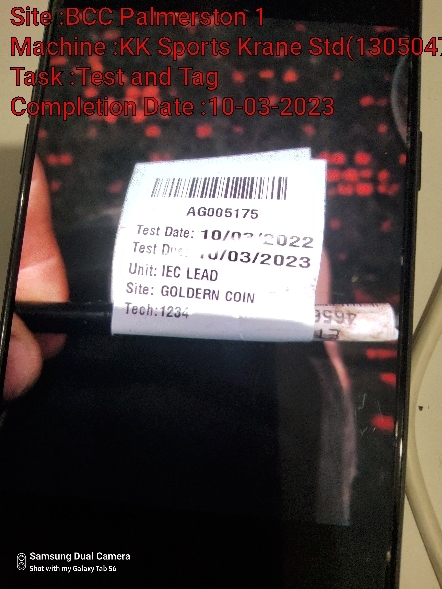 Site :BCC Palmerston 1
Machine :KK Sports Krane Std(1305047
Task :Test and Tag
Completion Date :10-03-2023
AG005175
Test Date: 10/03/2022
Test Due: 10/03/2023
Unit: IEC LEAD
Site: GOLDERN COIN
Tech:1234
4656
Samsung Dual Camera
Shot with my Galaxy Tab S6